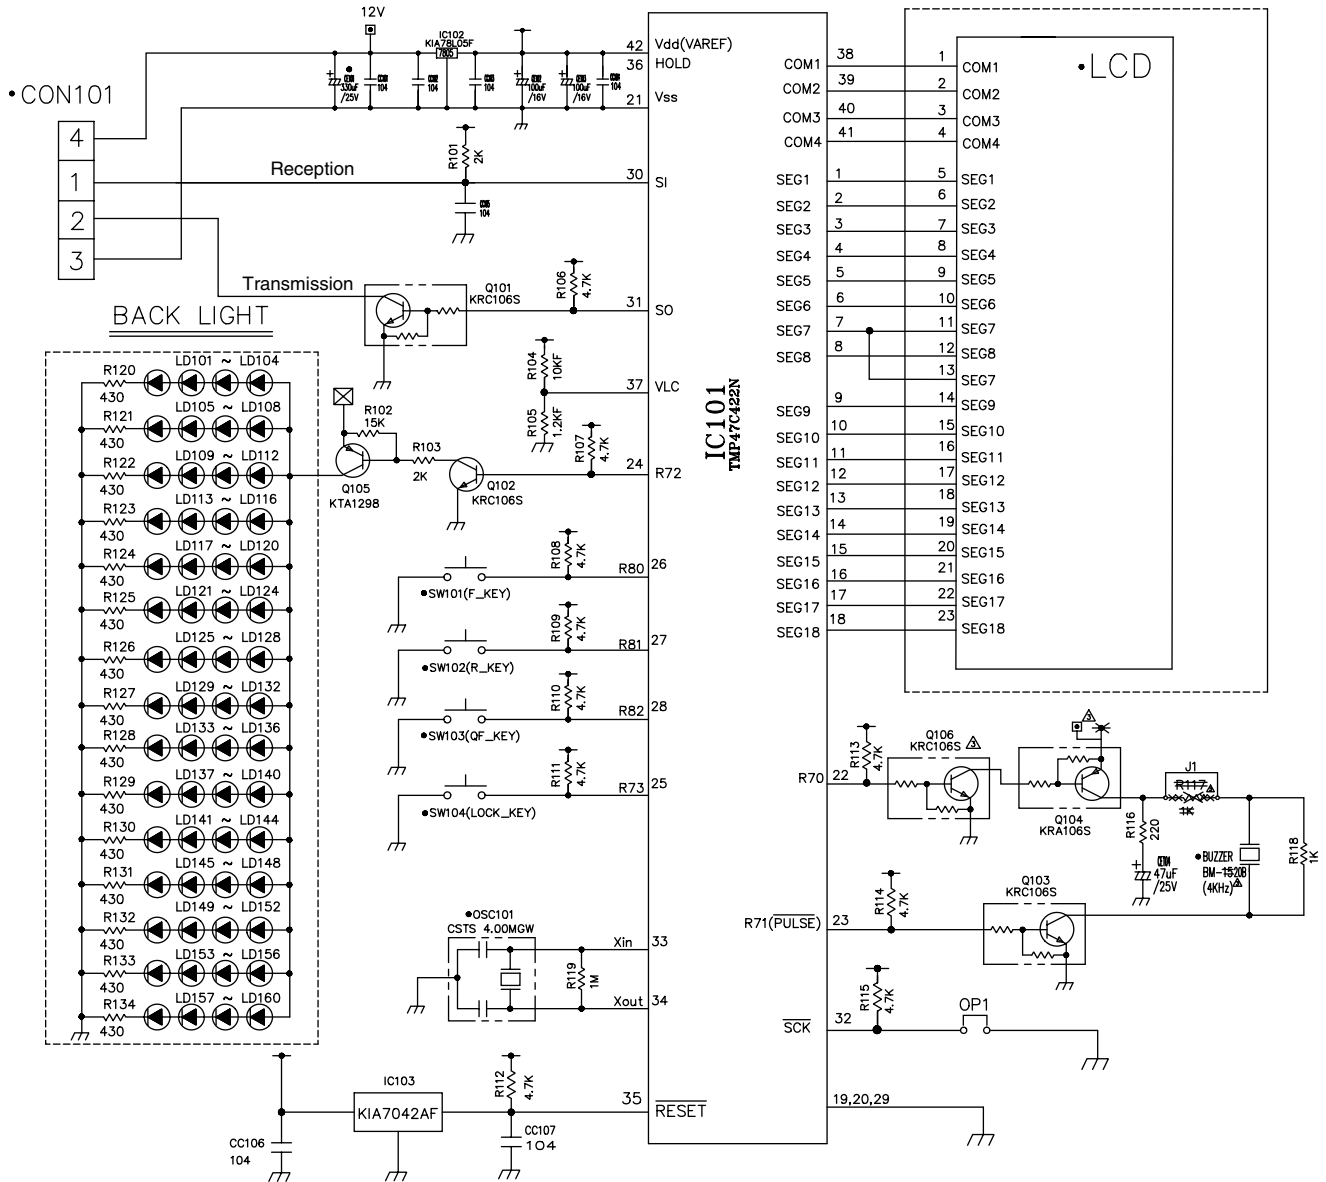 12V
IC102
KIA78L05F
7805
CE101
330uF
/25V
CC101
104
CC102
104
CC103
104
CE102
100uF
/16V
CE103
100uF
/16V
CC104
104
•CON101
4
1
2
3
Reception
Transmission
R101
2K
CC105
104
Q101
KRC106S
R106
4.7K
R104
10KF
R105
1.2KF
R107
4.7K
42 Vdd(VAREF)
36 HOLD
21 Vss
30 SI
31 SO
37 VLC
24 R72
IC101
TMP47C422N
BACK LIGHT
R120 LD101 ~ LD104
430
R121 LD105 ~ LD108
430
R122 LD109 ~ LD112
430
R123 LD113 ~ LD116
430
R124 LD117 ~ LD120
430
R125 LD121 ~ LD124
430
R126 LD125 ~ LD128
430
R127 LD129 ~ LD132
430
R128 LD133 ~ LD136
430
R129 LD137 ~ LD140
430
R130 LD141 ~ LD144
430
R131 LD145 ~ LD148
430
R132 LD149 ~ LD152
430
R133 LD153 ~ LD156
430
R134 LD157 ~ LD160
430
R102
15K
R103
2K
Q105
KTA1298
Q102
KRC106S
R108
4.7K
R80 26
•SW101(F_KEY)
R109
4.7K
R81 27
•SW102(R_KEY)
R110
4.7K
R82 28
•SW103(QF_KEY)
R111
4.7K
R73 25
•SW104(LOCK_KEY)
•OSC101
CSTS 4.00MGW
R119
1M
Xin 33
Xout 34
IC103
KIA7042AF
R112
4.7K
CC106
104
CC107
104
35 RESET
•LCD
COM1 38 1 COM1
COM2 39 2 COM2
COM3 40 3 COM3
COM4 41 4 COM4
SEG1 1 5 SEG1
SEG2 2 6 SEG2
SEG3 3 7 SEG3
SEG4 4 8 SEG4
SEG5 5 9 SEG5
SEG6 6 10 SEG6
SEG7 7 11 SEG7
SEG8 8 12 SEG8
13 SEG7
SEG9 9 14 SEG9
SEG10 10 15 SEG10
SEG11 11 16 SEG11
SEG12 12 17 SEG12
SEG13 13 18 SEG13
SEG14 14 19 SEG14
SEG15 15 20 SEG15
SEG16 16 21 SEG16
SEG17 17 22 SEG17
SEG18 18 23 SEG18
R70 22
R113
4.7K
Q106
KRC106S
3
3
Q104
KRA106S
J1
R117
1K
R116
220
CE104
47uF
/25V
•BUZZER
BM-1520B
(4KHz)
R118
1K
R71(PULSE) 23
R114
4.7K
Q103
KRC106S
SCK 32
R115
4.7K
OP1
19,20,29